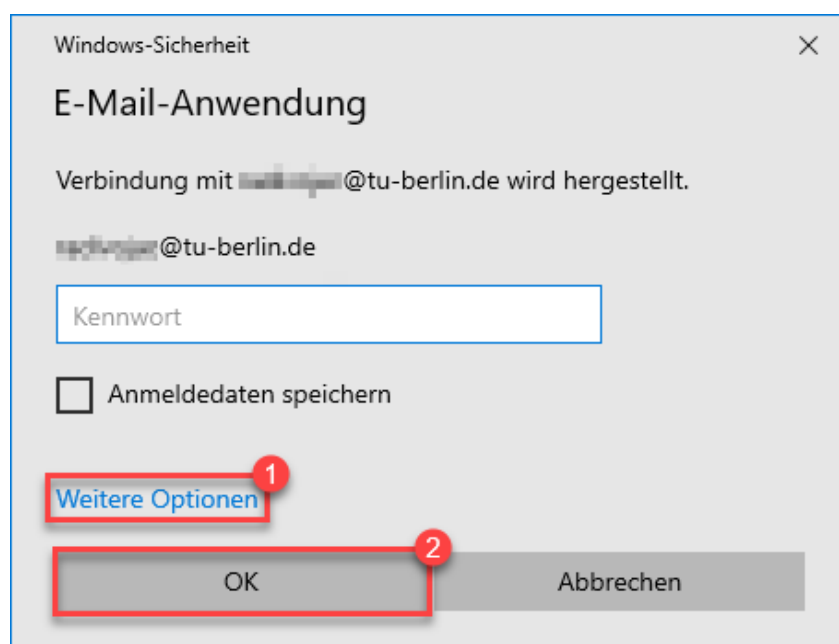 Windows-Sicherheit
E-Mail-Anwendung
Verbindung mit @tu-berlin.de wird hergestellt.
@tu-berlin.de
Kennwort
Anmeldedaten speichern
1
Weitere Optionen
2
OK
Abbrechen